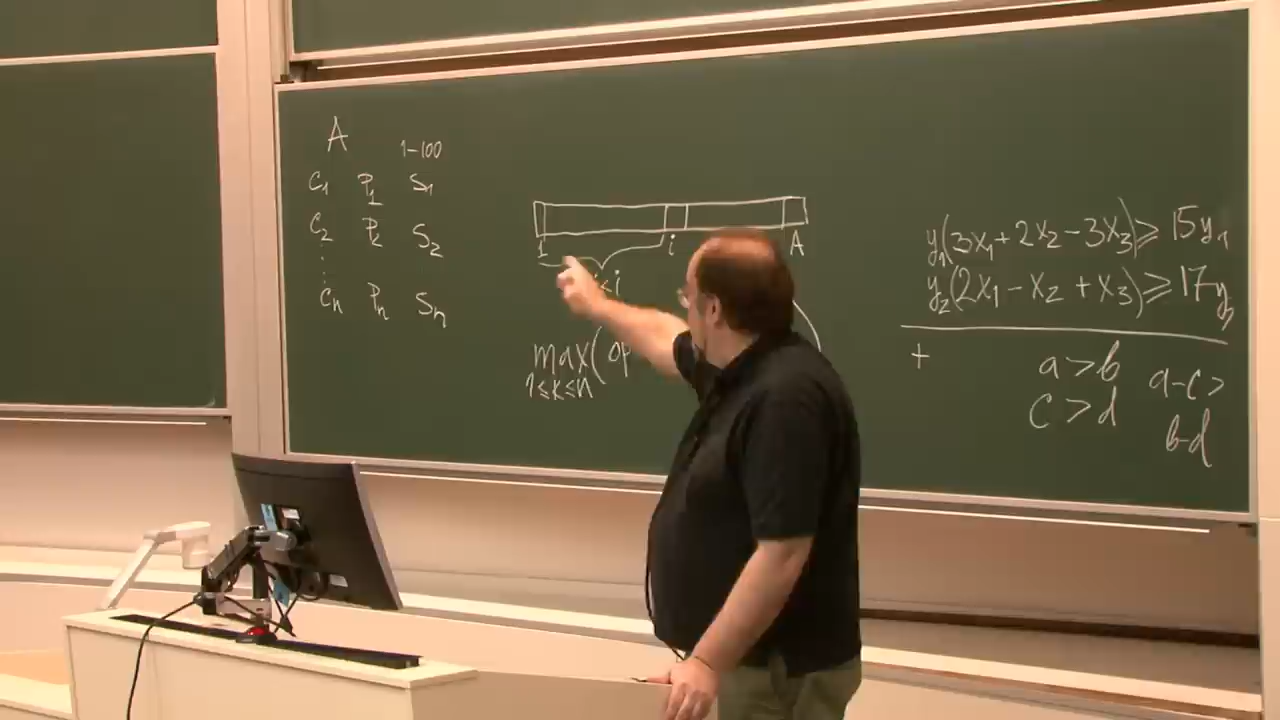 A
1-100
C1 P1 S1
C2 P2 S2
⋮
Cn Pn Sn
1 i A
<i
max(op
1≤k≤n
y1(3x1+2x2-3x3)≥15y1
y2(2x1-x2+x3)≥17y2
+
a>b
c>d
a-c>
b-d